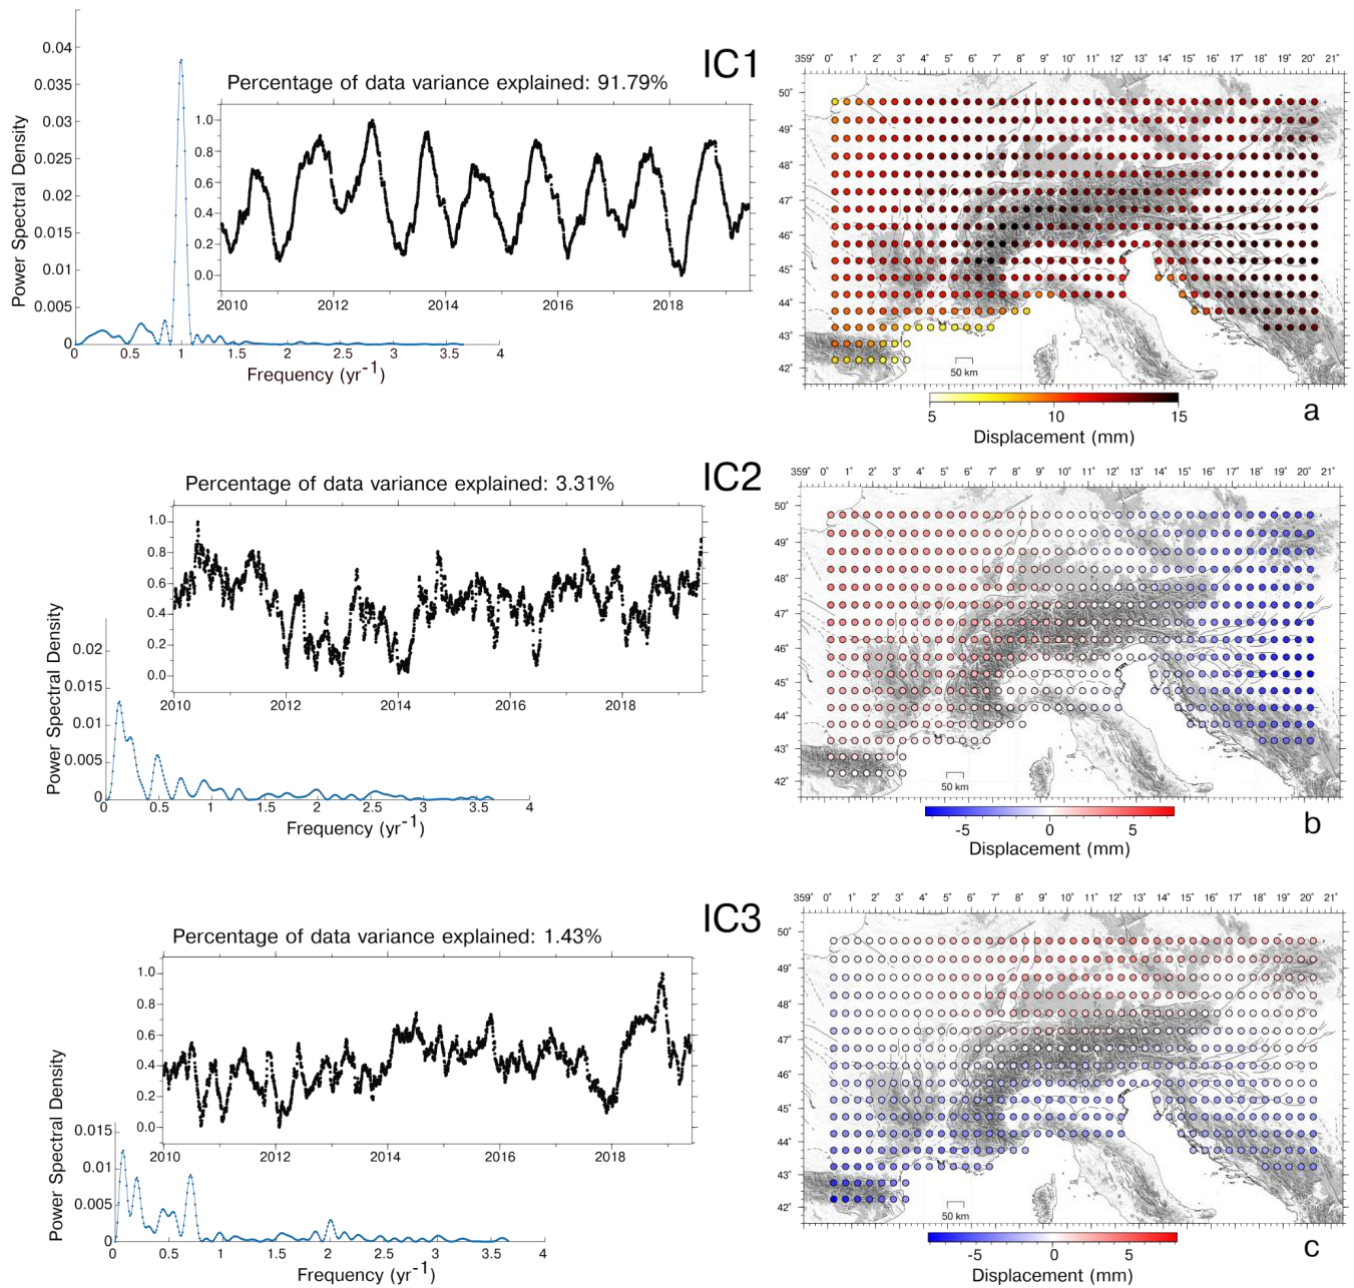 IC1
Percentage of data variance explained: 91.79%
Power Spectral Density
0.04
0.035
0.03
0.025
0.02
0.015
0.01
0.005
0
0 0.5 1 1.5 2 2.5 3 3.5 4
Frequency (yr-1)
1.0
0.8
0.6
0.4
0.2
0.0
2010 2012 2014 2016 2018
359° 0° 1° 2° 3° 4° 5° 6° 7° 8° 9° 10° 11° 12° 13° 14° 15° 16° 17° 18° 19° 20° 21°
50°
49°
48°
47°
46°
45°
44°
43°
42°
50 km
5 10 15
Displacement (mm)
a
IC2
Percentage of data variance explained: 3.31%
Power Spectral Density
0.02
0.015
0.01
0.005
0
0 0.5 1 1.5 2 2.5 3 3.5 4
Frequency (yr-1)
1.0
0.8
0.6
0.4
0.2
0.0
2010 2012 2014 2016 2018
359° 0° 1° 2° 3° 4° 5° 6° 7° 8° 9° 10° 11° 12° 13° 14° 15° 16° 17° 18° 19° 20° 21°
50°
49°
48°
47°
46°
45°
44°
43°
42°
50 km
-5 0 5
Displacement (mm)
b
IC3
Percentage of data variance explained: 1.43%
Power Spectral Density
0.015
0.01
0.005
0
0 0.5 1 1.5 2 2.5 3 3.5 4
Frequency (yr-1)
1.0
0.8
0.6
0.4
0.2
0.0
2010 2012 2014 2016 2018
359° 0° 1° 2° 3° 4° 5° 6° 7° 8° 9° 10° 11° 12° 13° 14° 15° 16° 17° 18° 19° 20° 21°
50°
49°
48°
47°
46°
45°
44°
43°
42°
50 km
-5 0 5
Displacement (mm)
c